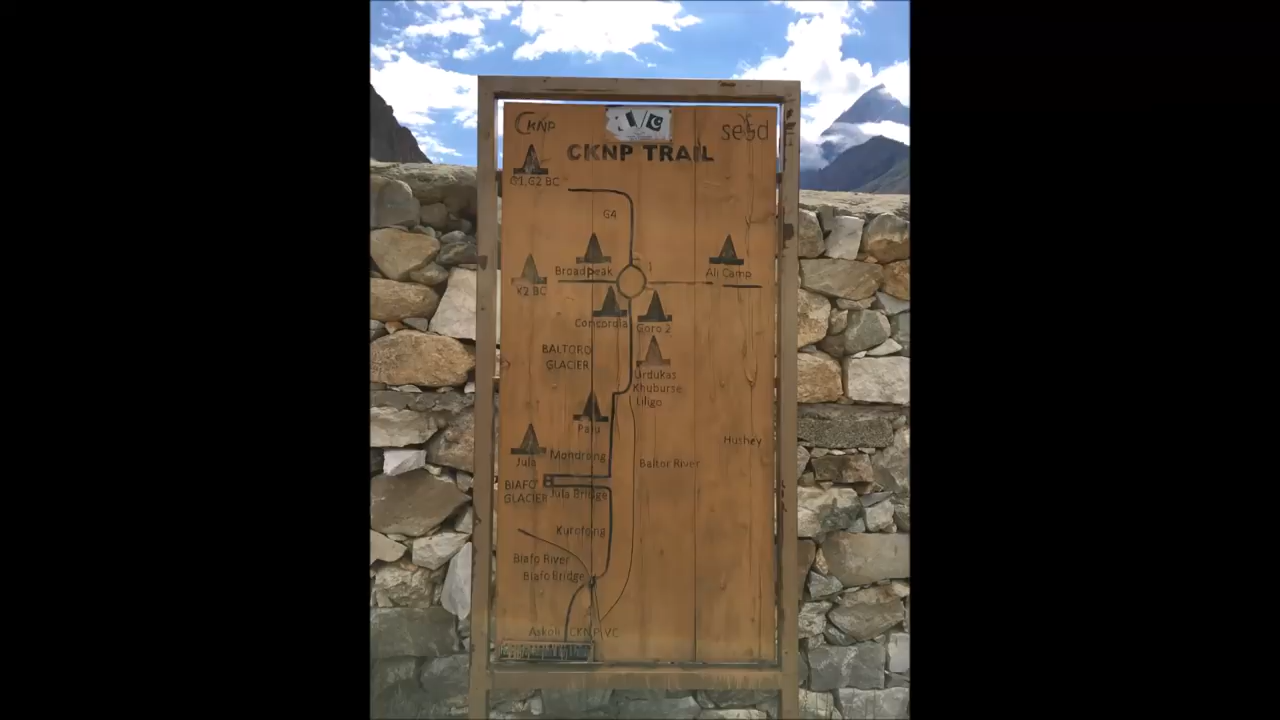 CKNP
seed
CKNP TRAIL
G1,G2 BC
G4
Broadpeak
Ali Camp
K2 BC
Concordia
Goro 2
BALTORO
GLACIER
Urdukas
Khuburse
Liligo
Paiu
Hushey
Jula
Mondrong
Baltor River
BIAFO
GLACIER
Jula Bridge
Kurofong
Biafo River
Biafo Bridge
Askoli CKNP VC